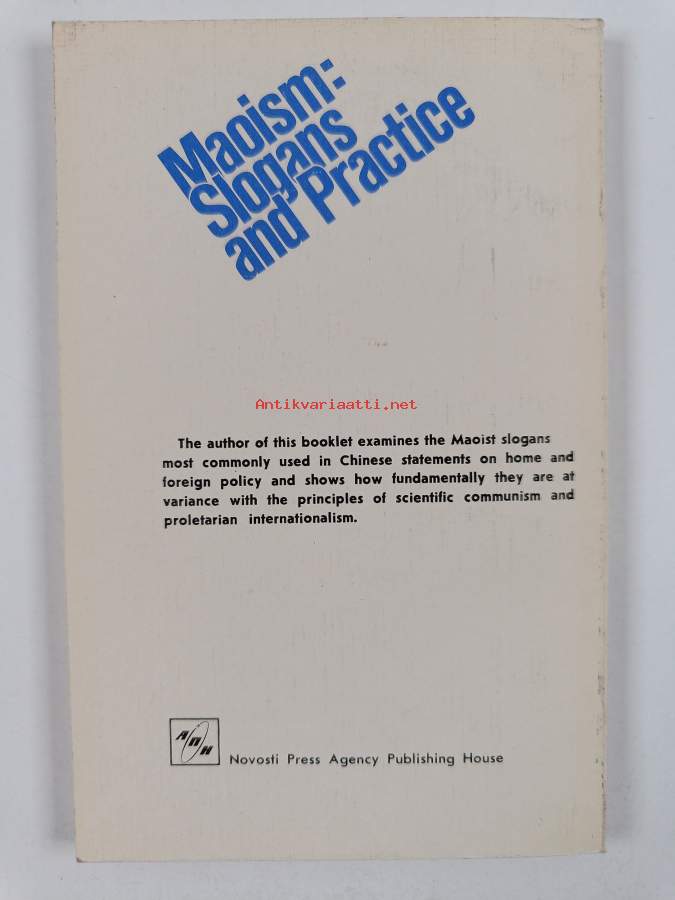 Maoism:
Slogans
and Practice
Antikvariaatti.net
The author of this booklet examines the Maoist slogans
most commonly used in Chinese statements on home and
foreign policy and shows how fundamentally they are at
variance with the principles of scientific communism and
proletarian internationalism.
АПН
Novosti Press Agency Publishing House